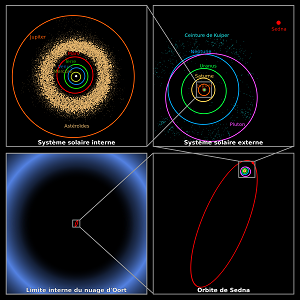 Jupiter
Astéroïdes
Système solaire interne
Ceinture de Kuiper
Sedna
Neptune
Uranus
Saturne
Pluton
Système solaire externe
Limite interne du nuage d'Oort
Orbite de Sedna